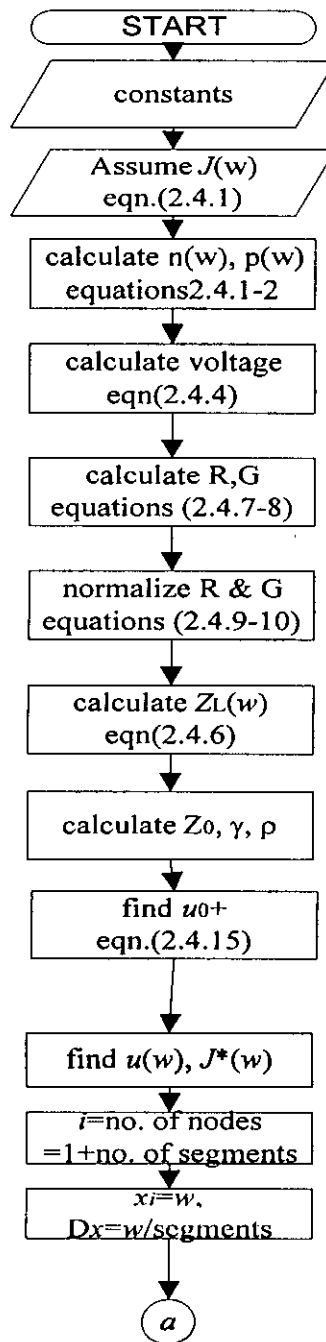 START
constants
Assume J(w)
eqn.(2.4.1)
calculate n(w), p(w)
equations2.4.1-2
calculate voltage
eqn(2.4.4)
calculate R,G
equations (2.4.7-8)
normalize R & G
equations (2.4.9-10)
calculate ZL(w)
eqn(2.4.6)
calculate Z0, γ, ρ
find u0+
eqn.(2.4.15)
find u(w), J*(w)
i=no. of nodes
=1+no. of segments
xi=w,
Dx=w/segments
a